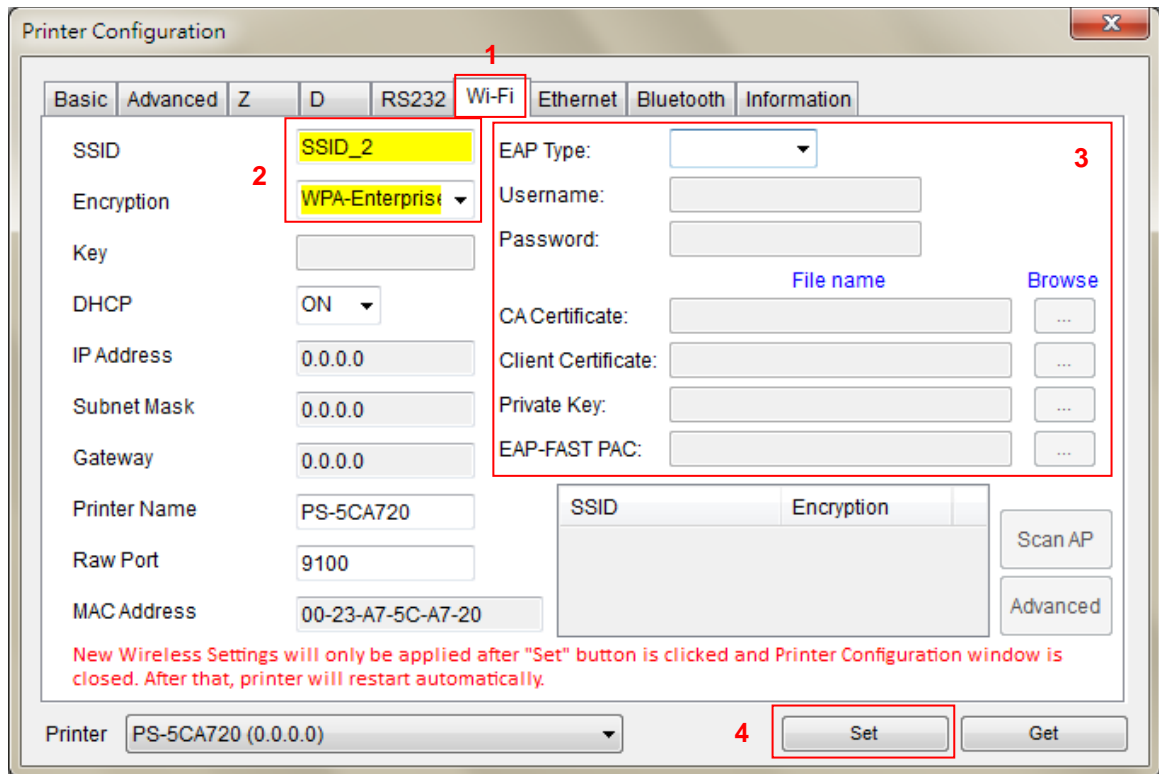 Printer Configuration
1
Basic Advanced Z D RS232 Wi-Fi Ethernet Bluetooth Information
SSID SSID_2
2
Encryption WPA-Enterprise
Key
DHCP ON
IP Address 0.0.0.0
Subnet Mask 0.0.0.0
Gateway 0.0.0.0
Printer Name PS-5CA720
Raw Port 9100
MAC Address 00-23-A7-5C-A7-20
EAP Type:
3
Username:
Password:
File name Browse
CA Certificate: ...
Client Certificate: ...
Private Key: ...
EAP-FAST PAC: ...
SSID Encryption
Scan AP
Advanced
New Wireless Settings will only be applied after "Set" button is clicked and Printer Configuration window is
closed. After that, printer will restart automatically.
Printer PS-5CA720 (0.0.0.0) 4 Set Get